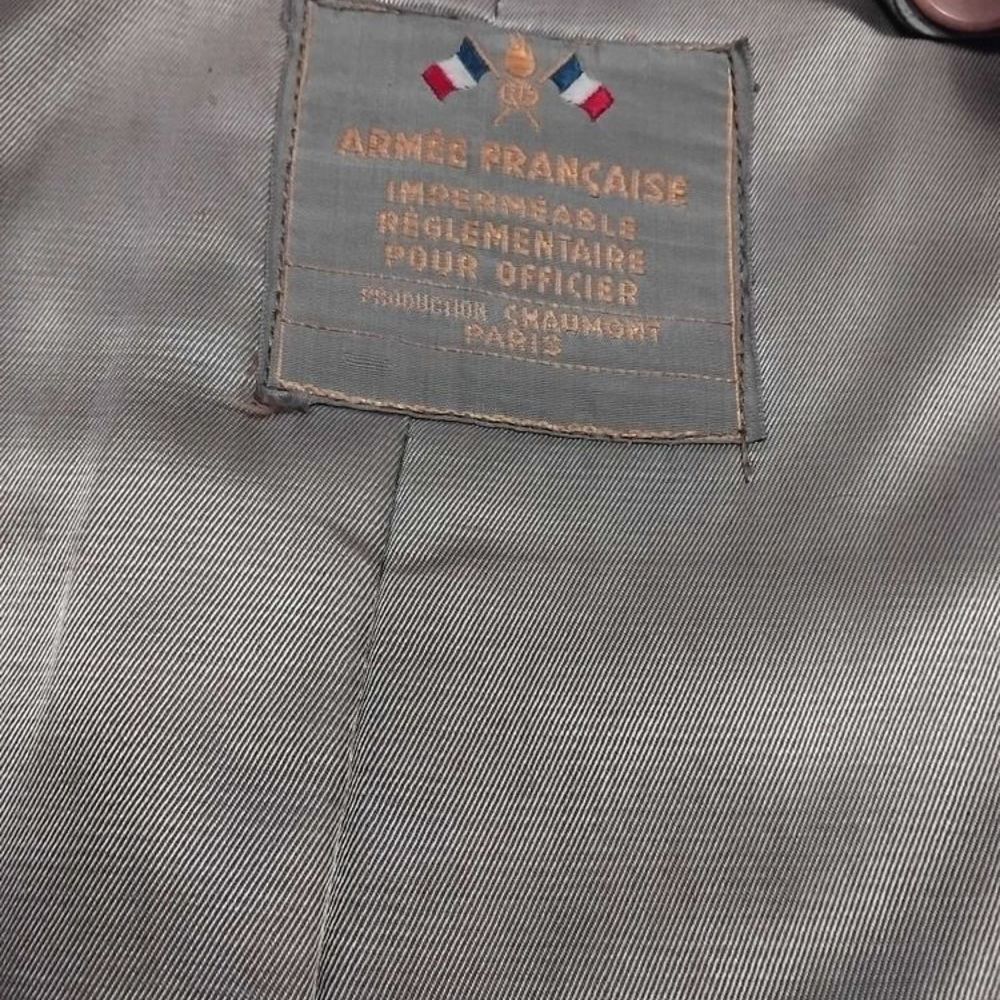 ARMÉE FRANÇAISE
IMPERMÉABLE
RÉGLEMENTAIRE
POUR OFFICIER
PRODUCTION CHAUMONT
PARIS